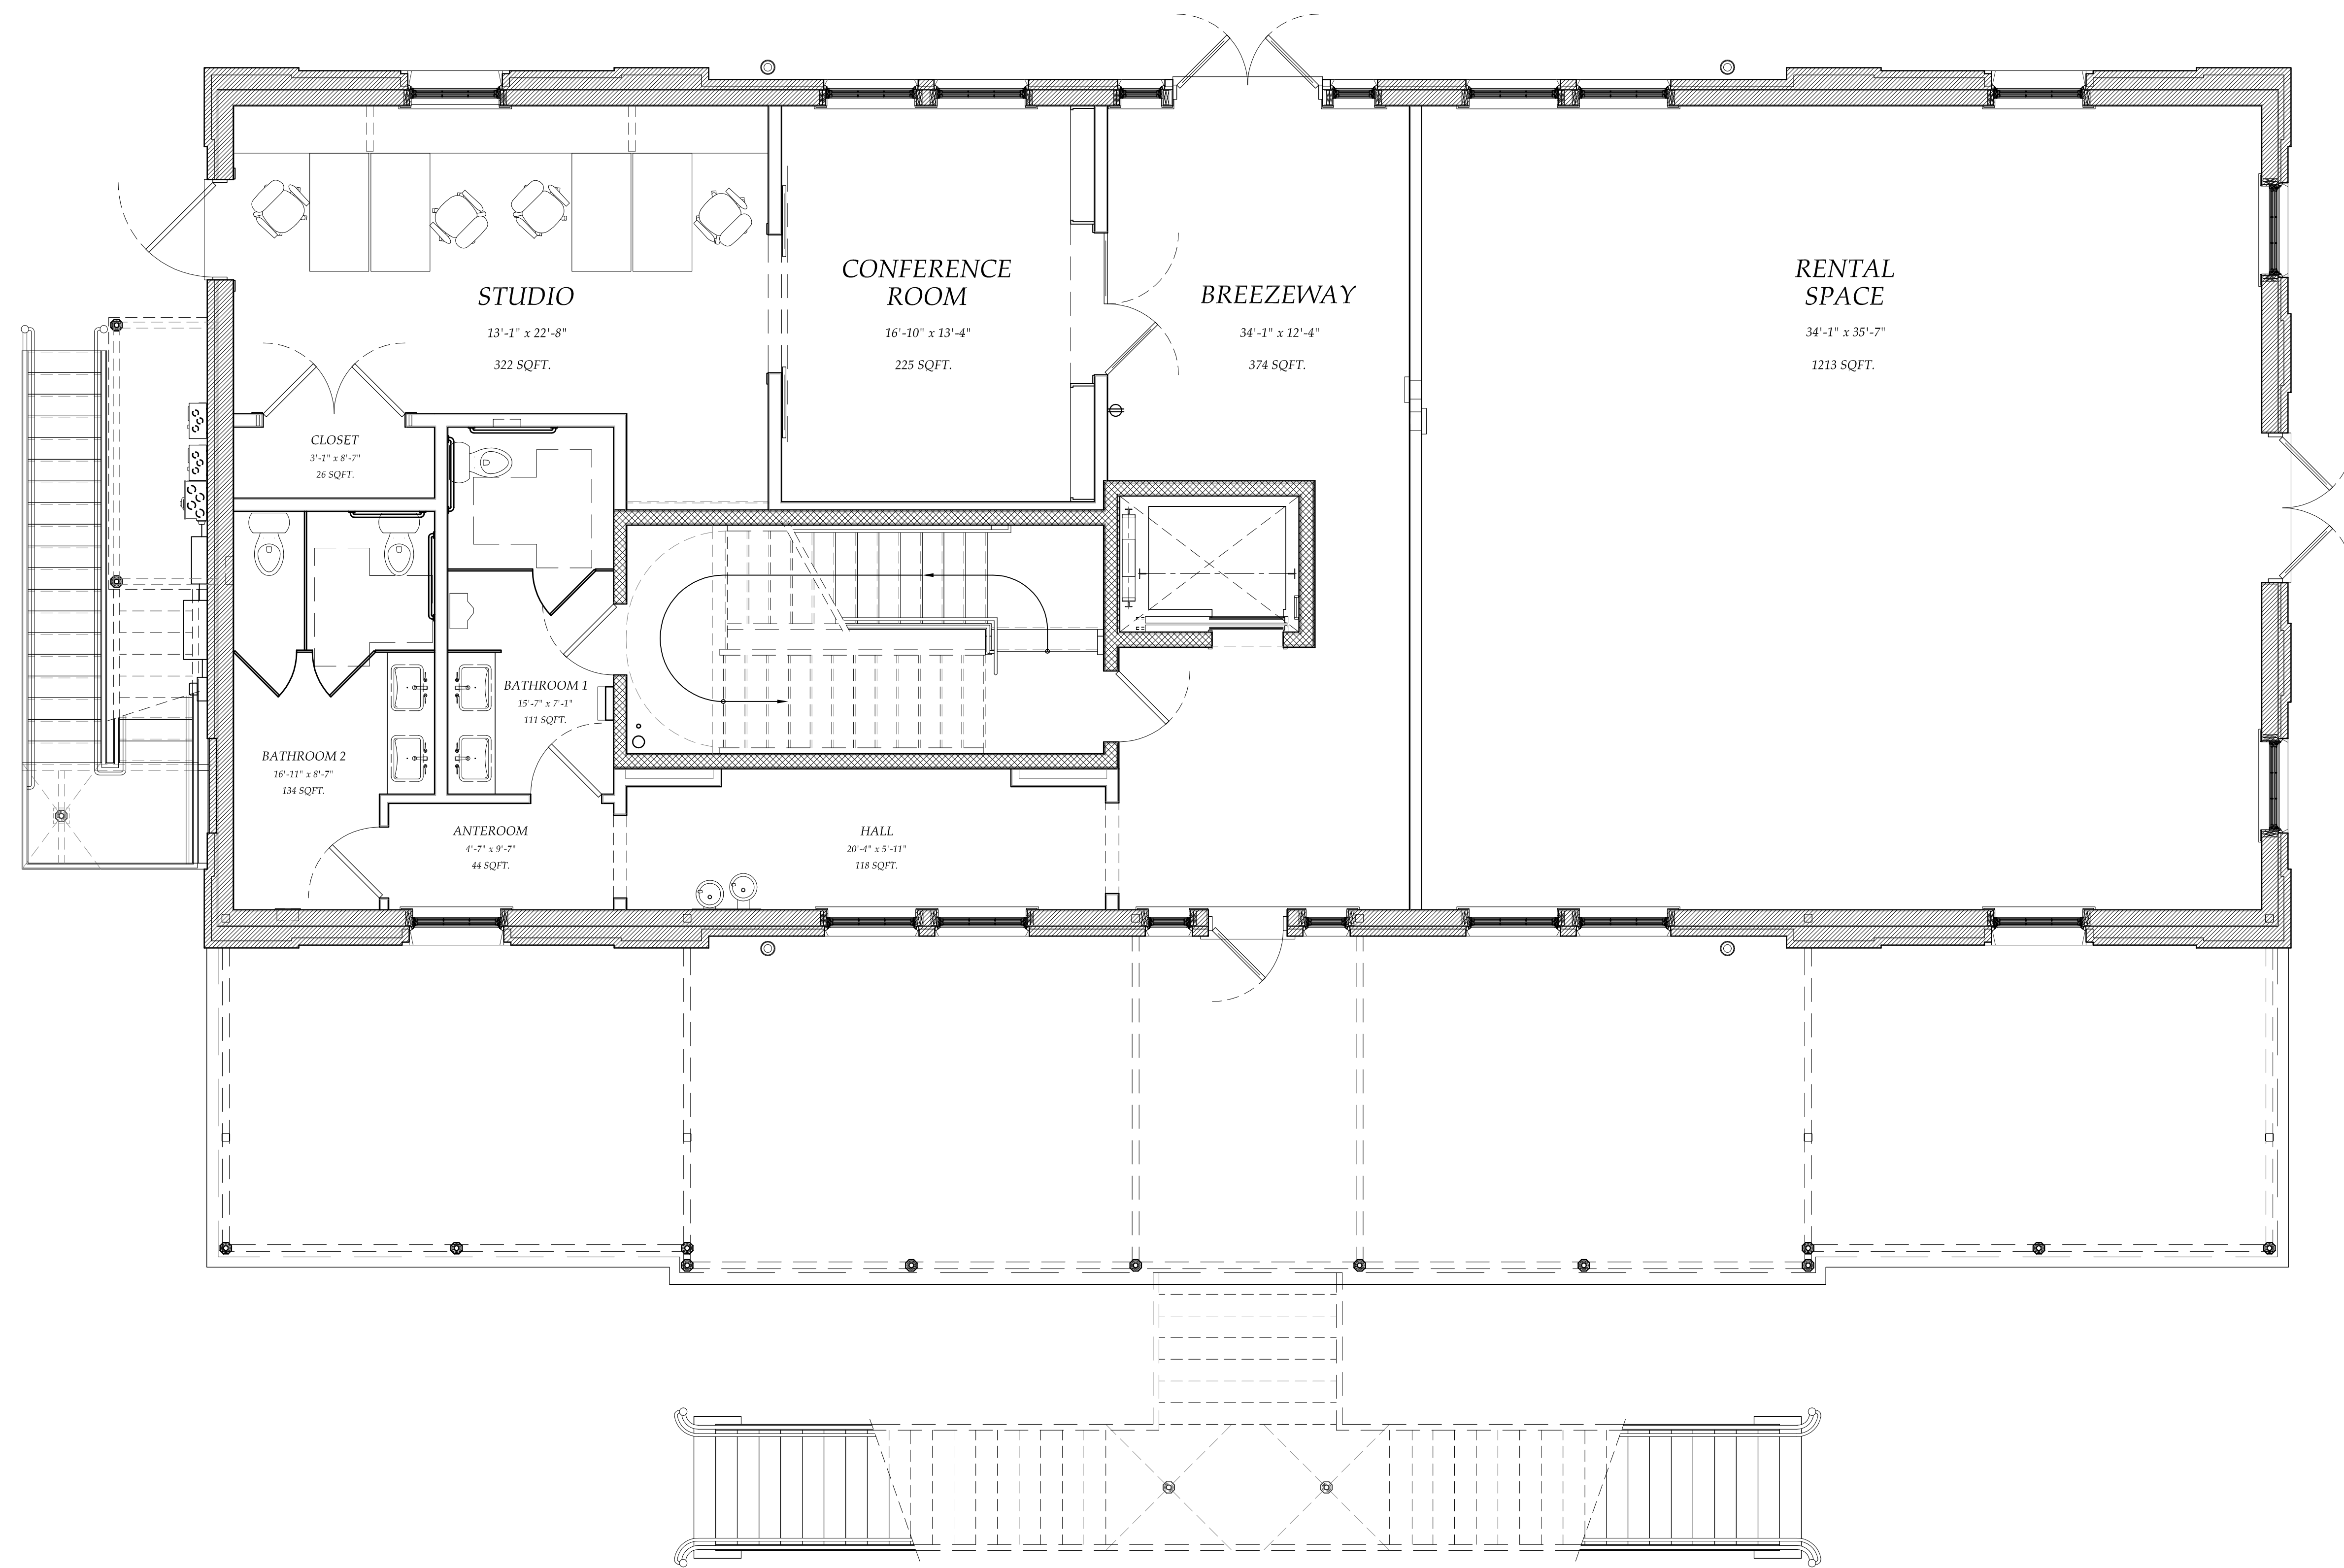 STUDIO
13'-1" x 22'-8"
322 SQFT.
CONFERENCE
ROOM
16'-10" x 13'-4"
225 SQFT.
BREEZEWAY
34'-1" x 12'-4"
374 SQFT.
RENTAL
SPACE
34'-1" x 35'-7"
1213 SQFT.
CLOSET
3'-1" x 8'-7"
26 SQFT.
BATHROOM 1
15'-7" x 7'-1"
111 SQFT.
BATHROOM 2
16'-11" x 8'-7"
134 SQFT.
ANTEROOM
4'-7" x 9'-7"
44 SQFT.
HALL
20'-4" x 5'-11"
118 SQFT.